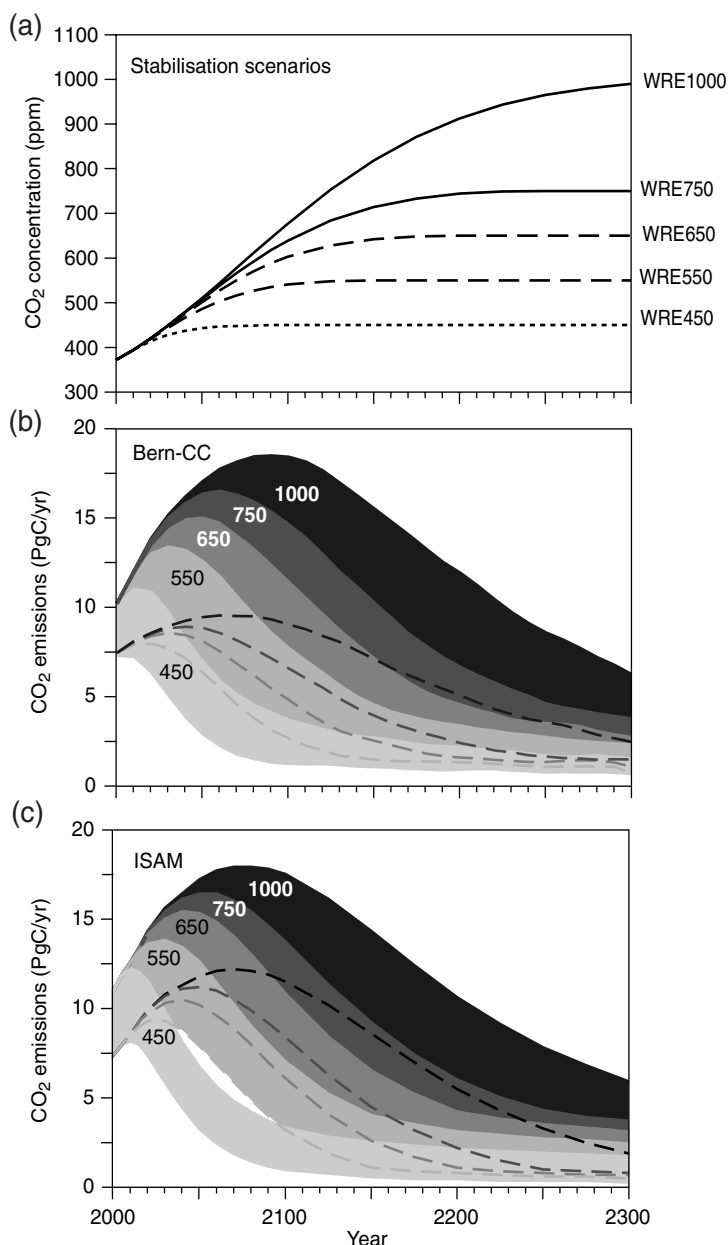 (a)
1100
1000
900
800
700
600
500
400
300
CO2 concentration (ppm)
Stabilisation scenarios
WRE1000
WRE750
WRE650
WRE550
WRE450
(b)
20
15
10
5
0
CO2 emissions (PgC/yr)
Bern-CC
1000
750
650
550
450
(c)
20
15
10
5
0
CO2 emissions (PgC/yr)
ISAM
1000
750
650
550
450
2000
2100
2200
2300
Year